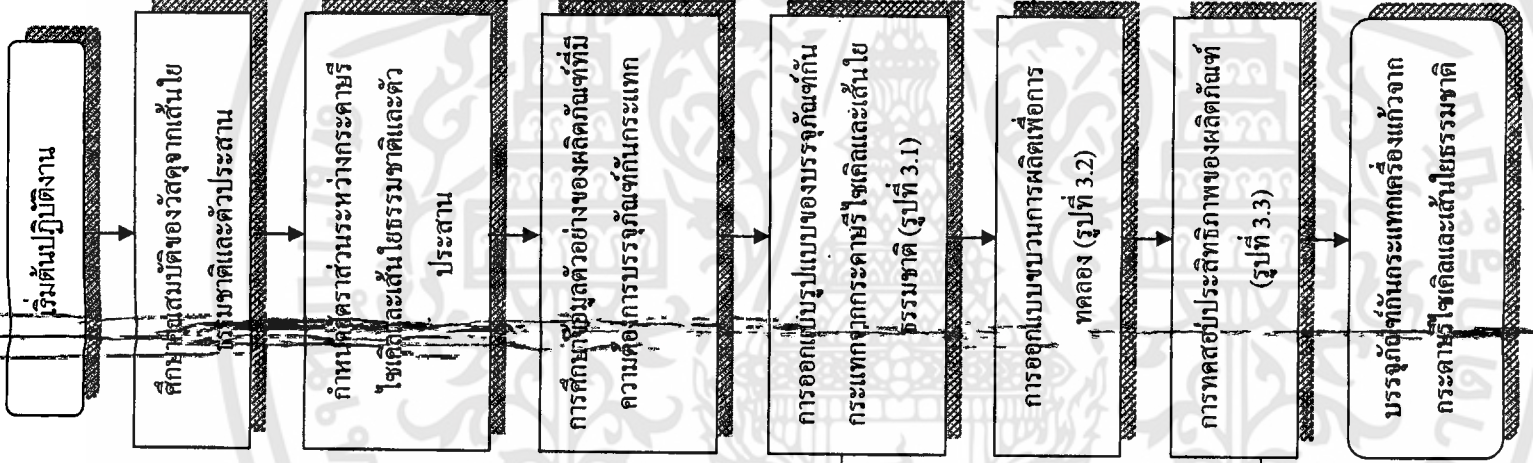 เริ่มต้นปฏิบัติงาน
ศึกษาคุณสมบัติของวัสดุจากเส้นใย
ธรรมชาติและตัวประสาน
กำหนดอัตราส่วนระหว่างกระดาษรี
ไซเคิลและเส้นใยธรรมชาติและตัว
ประสาน
การศึกษาข้อมูลตัวอย่างของผลิตภัณฑ์ที่มี
ความต้องการบรรจุภัณฑ์กันกระแทก
การออกแบบรูปแบบของบรรจุภัณฑ์กัน
กระแทกจากกระดาษรีไซเคิลและเส้นใย
ธรรมชาติ (รูปที่ 3.1)
การออกแบบขบวนการผลิตเพื่อการ
ทดลอง (รูปที่ 3.2)
การทดสอบประสิทธิภาพของผลิตภัณฑ์
(รูปที่ 3.3)
บรรจุภัณฑ์กันกระแทกเครื่องแก้วจาก
กระดาษรีไซเคิลและเส้นใยธรรมชาติ